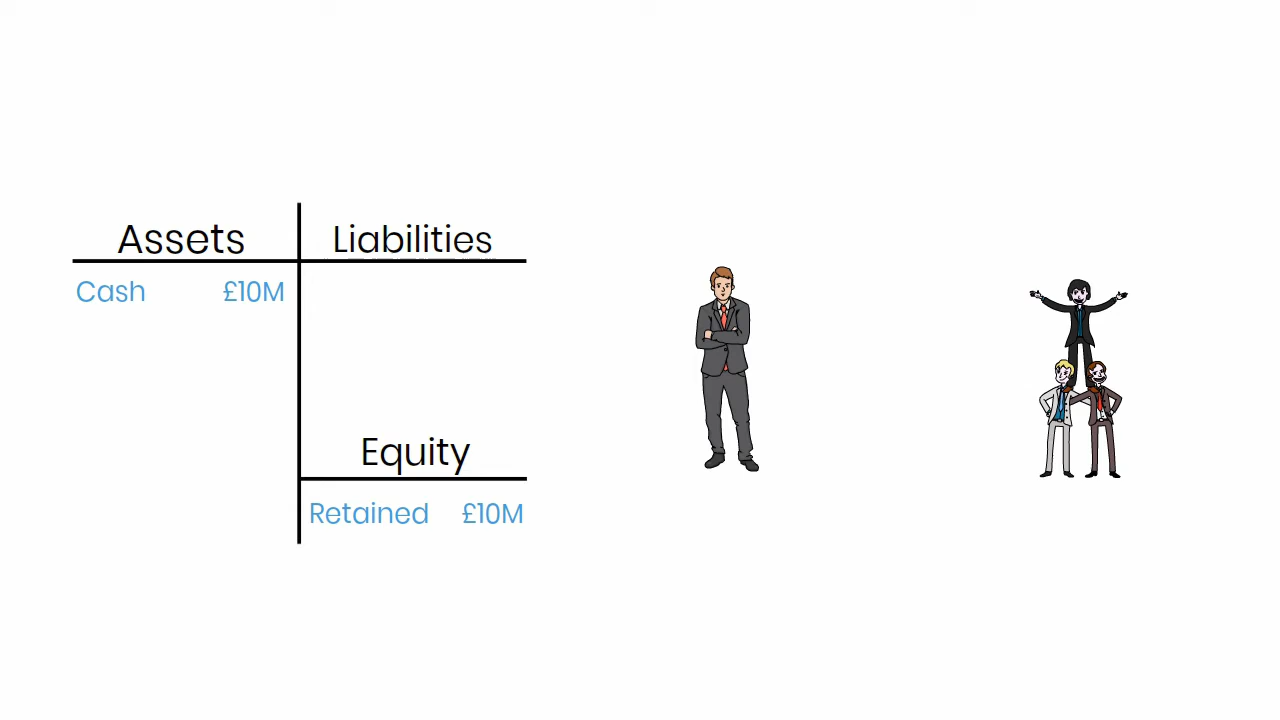 Assets
Liabilities
Cash £10M
Equity
Retained £10M